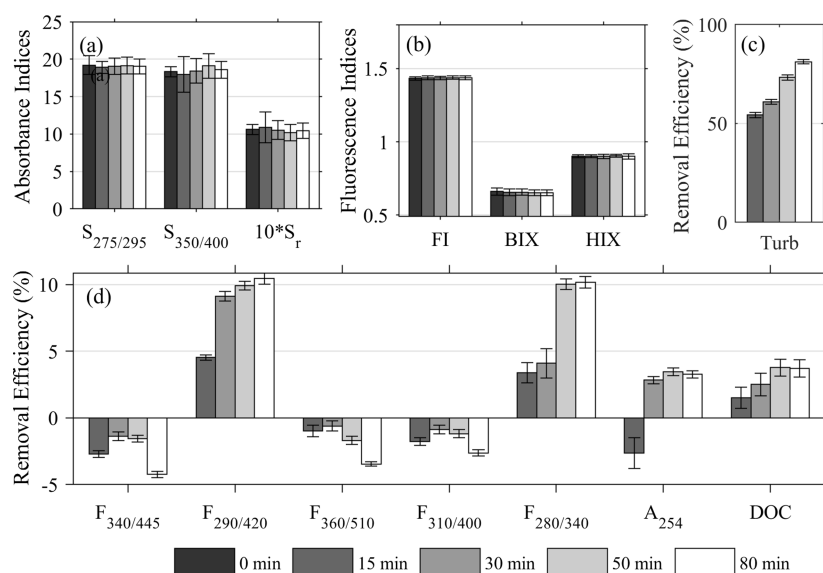 25
20
15
10
5
0
Absorbance Indices
(a)
(a)
S275/295
S350/400
10*Sr
1.5
1
0.5
Fluorescence Indices
(b)
FI
BIX
HIX
100
50
0
Removal Efficiency (%)
(c)
Turb
10
5
0
-5
Removal Efficiency (%)
(d)
F340/445
F290/420
F360/510
F310/400
F280/340
A254
DOC
0 min
15 min
30 min
50 min
80 min